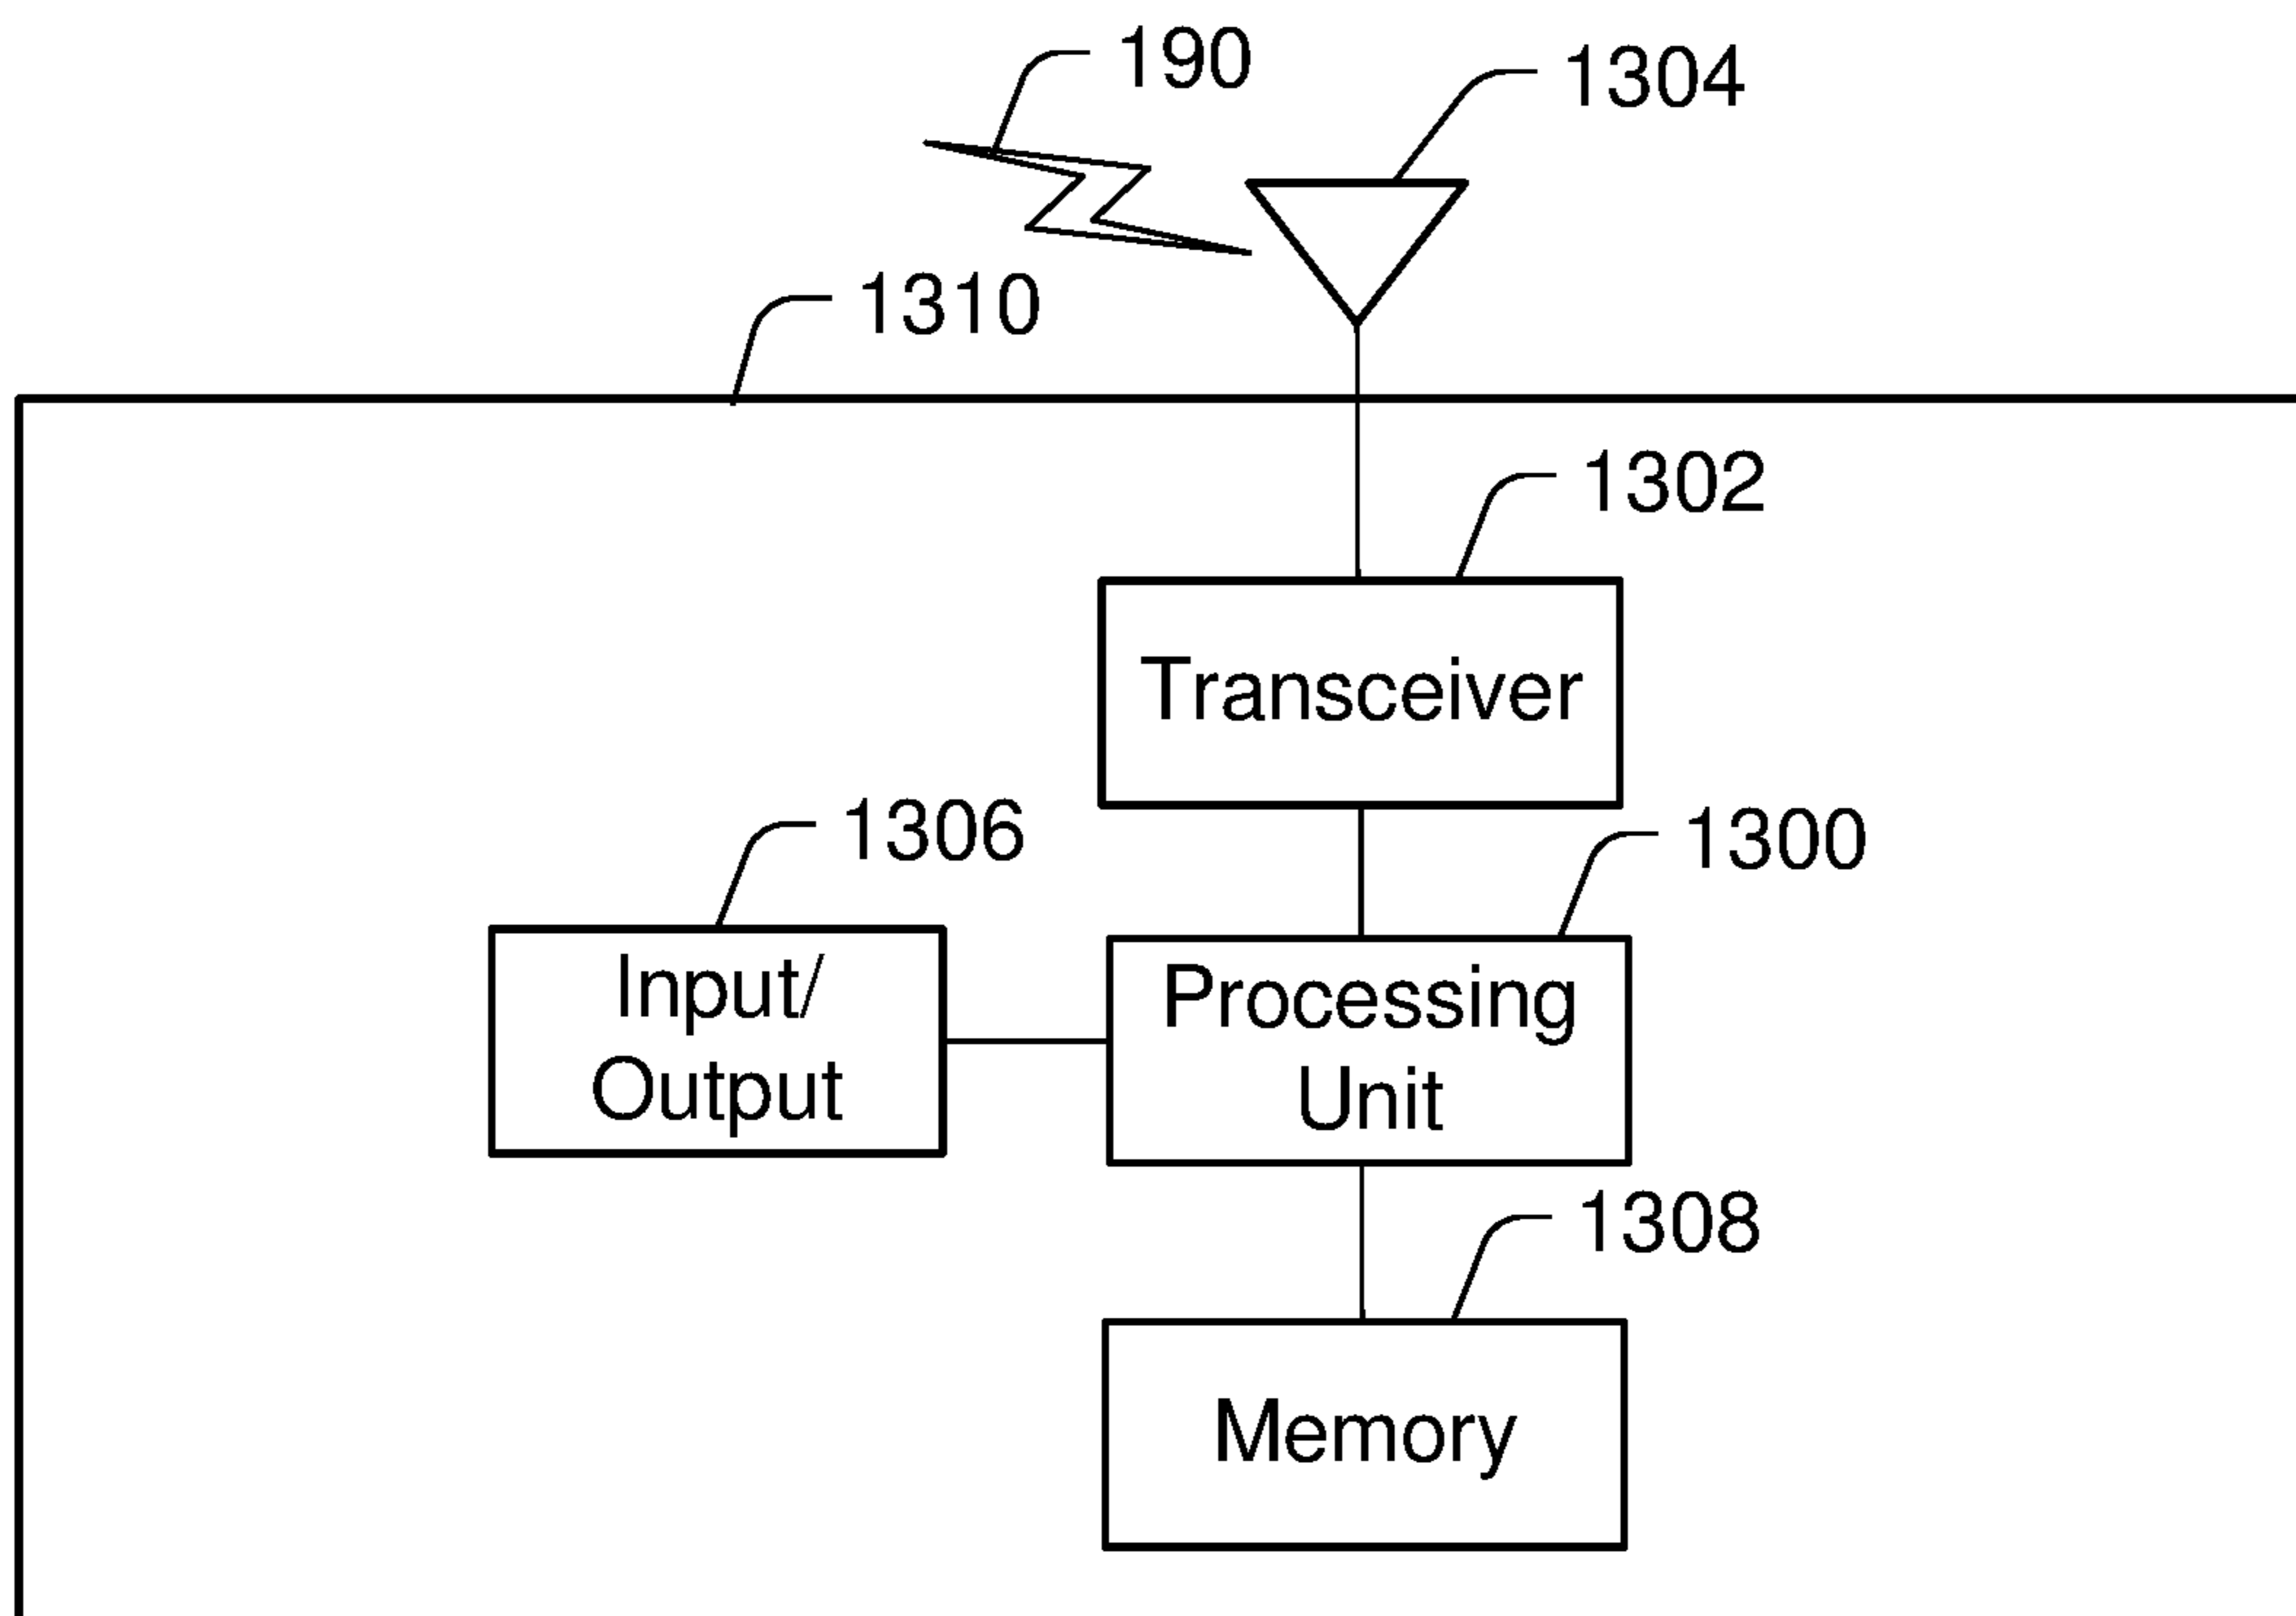 190
1304
1310
1302
Transceiver
1306
1300
Input/
Output
Processing
Unit
1308
Memory